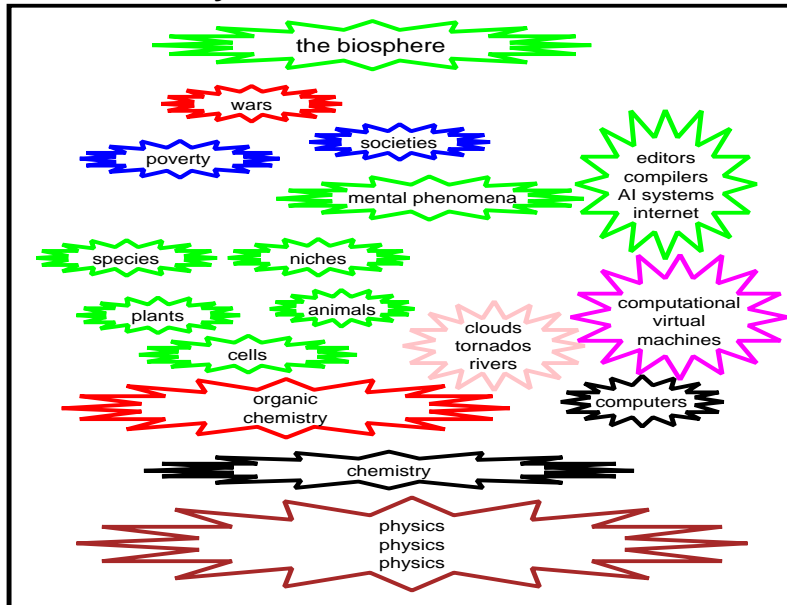 the biosphere
wars
societies
poverty
editors
compilers
AI systems
internet
mental phenomena
species
niches
plants
animals
computational
virtual
machines
clouds
tornados
rivers
cells
organic
chemistry
computers
chemistry
physics
physics
physics